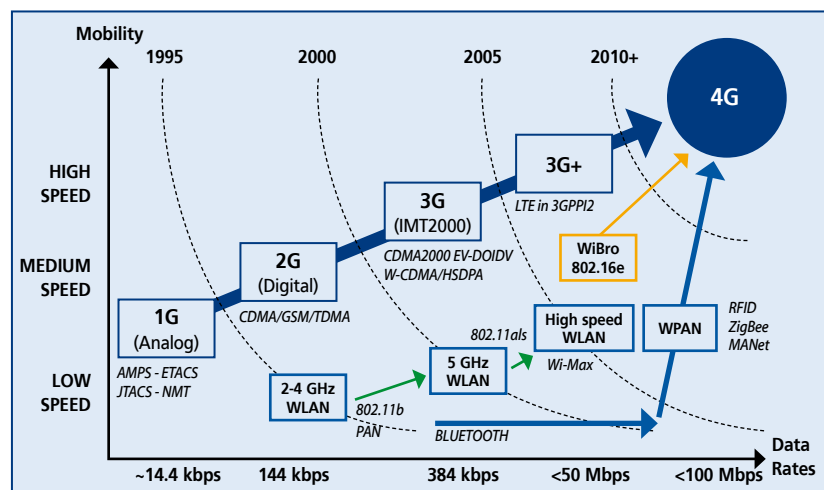 Mobility
1995
2000
2005
2010+
4G
HIGH
SPEED
3G+
LTE in 3GPPI2
3G
(IMT2000)
CDMA2000 EV-DOIDV
W-CDMA/HSDPA
WiBro
802.16e
MEDIUM
SPEED
2G
(Digital)
CDMA/GSM/TDMA
1G
(Analog)
AMPS - ETACS
JTACS - NMT
LOW
SPEED
2-4 GHz
WLAN
802.11b
PAN
5 GHz
WLAN
802.11als
High speed
WLAN
Wi-Max
WPAN
RFID
ZigBee
MANet
BLUETOOTH
Data
Rates
~14.4 kbps
144 kbps
384 kbps
<50 Mbps
<100 Mbps